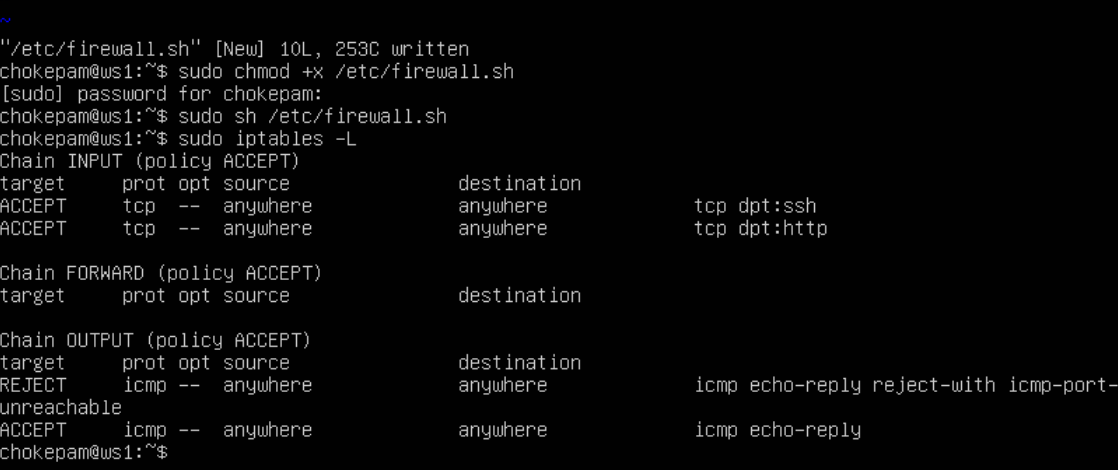 ~
"/etc/firewall.sh" [New] 10L, 253C written
chokepam@ws1:~$ sudo chmod +x /etc/firewall.sh
[sudo] password for chokepam:
chokepam@ws1:~$ sudo sh /etc/firewall.sh
chokepam@ws1:~$ sudo iptables -L
Chain INPUT (policy ACCEPT)
target     prot opt source               destination
ACCEPT     tcp  --  anywhere             anywhere             tcp dpt:ssh
ACCEPT     tcp  --  anywhere             anywhere             tcp dpt:http

Chain FORWARD (policy ACCEPT)
target     prot opt source               destination

Chain OUTPUT (policy ACCEPT)
target     prot opt source               destination
REJECT     icmp --  anywhere             anywhere             icmp echo-reply reject-with icmp-port-
unreachable
ACCEPT     icmp --  anywhere             anywhere             icmp echo-reply
chokepam@ws1:~$